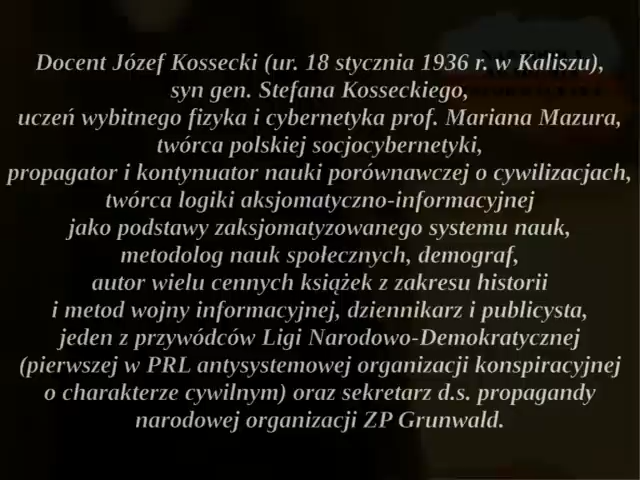 Docent Józef Kossecki (ur. 18 stycznia 1936 r. w Kaliszu),
syn gen. Stefana Kosseckiego,
uczeń wybitnego fizyka i cybernetyka prof. Mariana Mazura,
twórca polskiej socjocybernetyki,
propagator i kontynuator nauki porównawczej o cywilizacjach,
twórca logiki aksjomatyczno-informacyjnej
jako podstawy zaksjomatyzowanego systemu nauk,
metodolog nauk społecznych, demograf,
autor wielu cennych książek z zakresu historii
i metod wojny informacyjnej, dziennikarz i publicysta,
jeden z przywódców Ligi Narodowo-Demokratycznej
(pierwszej w PRL antysystemowej organizacji konspiracyjnej
o charakterze cywilnym) oraz sekretarz d.s. propagandy
narodowej organizacji ZP Grunwald.